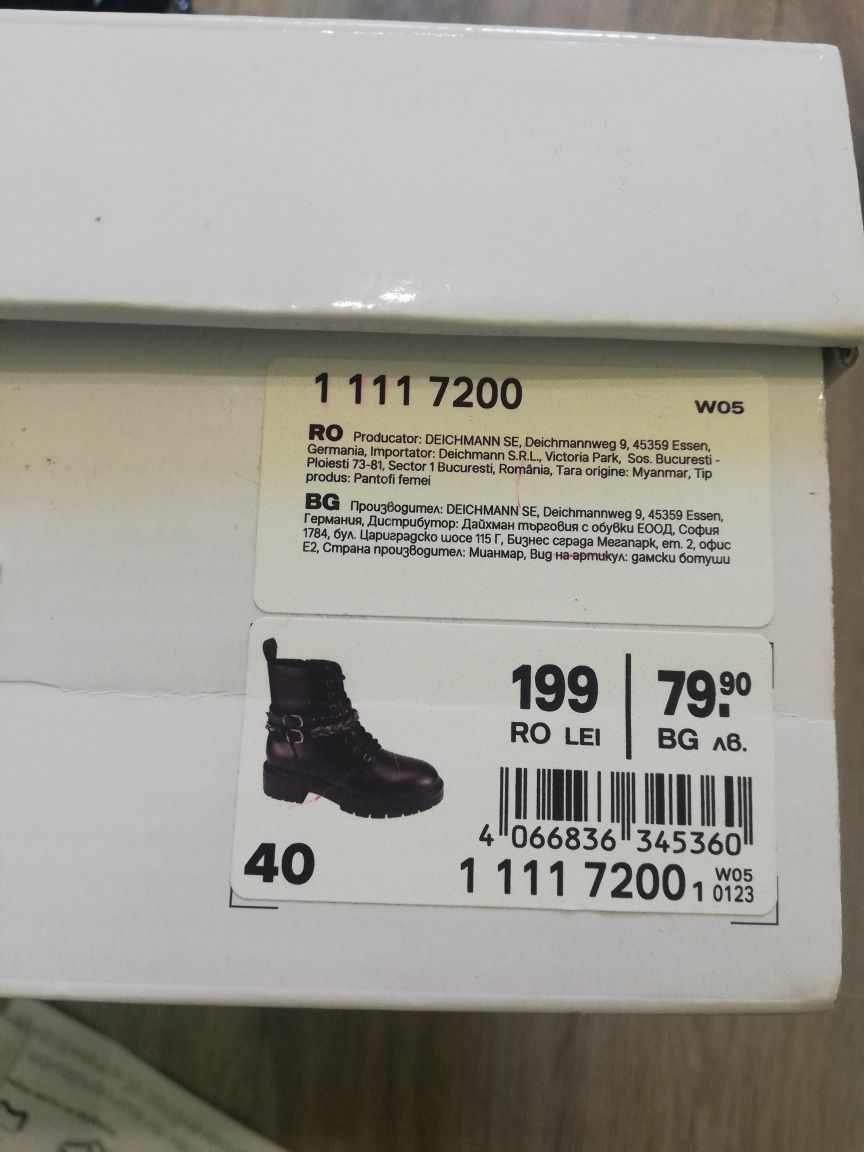 1 111 7200
W05
RO Producator: DEICHMANN SE, Deichmannweg 9, 45359 Essen,
Germania, Importator: Deichmann S.R.L., Victoria Park, Sos. Bucuresti -
Ploiesti 73-81, Sector 1 Bucuresti, România, Tara origine: Myanmar, Tip
produs: Pantofi femei
BG Производител: DEICHMANN SE, Deichmannweg 9, 45359 Essen,
Германия, Дистрибутор: Дайхман търговия с обувки ЕООД, София
1784, бул. Цариградско шосе 115 Г, Бизнес сграда Мегапарк, ет. 2, офис
E2, Страна производител: Мианмар, Вид на артикул: дамски ботуши
199
RO LEI
79.90
BG лв.
4 066836 345360
40
1 111 7200 1
W05
0123